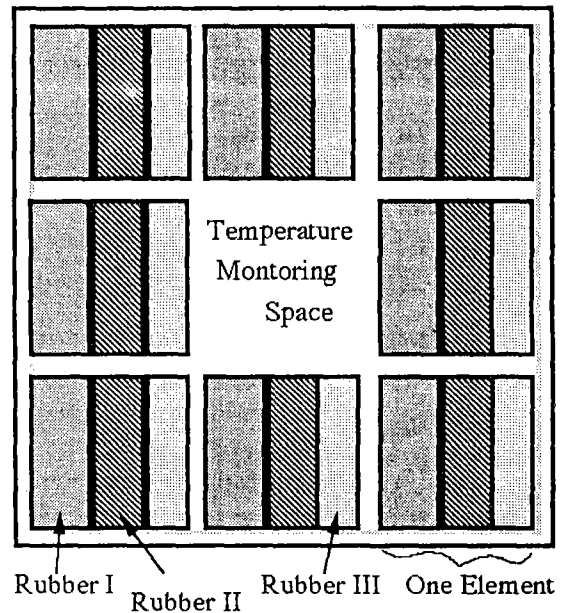 Temperature
Montoring
Space
Rubber I
Rubber II
Rubber III
One Element